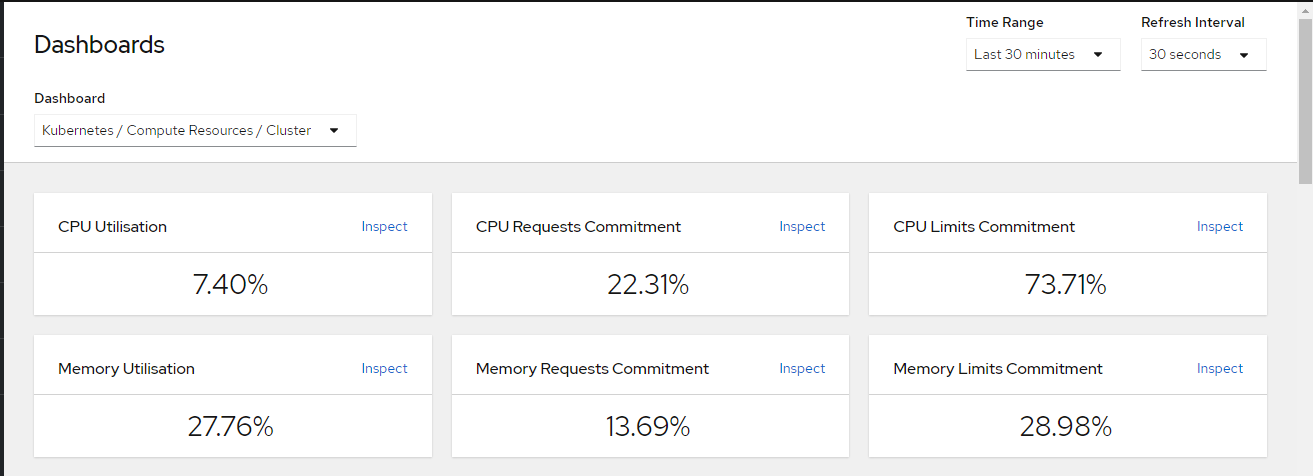 Dashboards
Time Range
Refresh Interval
Last 30 minutes
30 seconds
Dashboard
Kubernetes / Compute Resources / Cluster
CPU Utilisation
Inspect
CPU Requests Commitment
Inspect
CPU Limits Commitment
Inspect
7.40%
22.31%
73.71%
Memory Utilisation
Inspect
Memory Requests Commitment
Inspect
Memory Limits Commitment
Inspect
27.76%
13.69%
28.98%